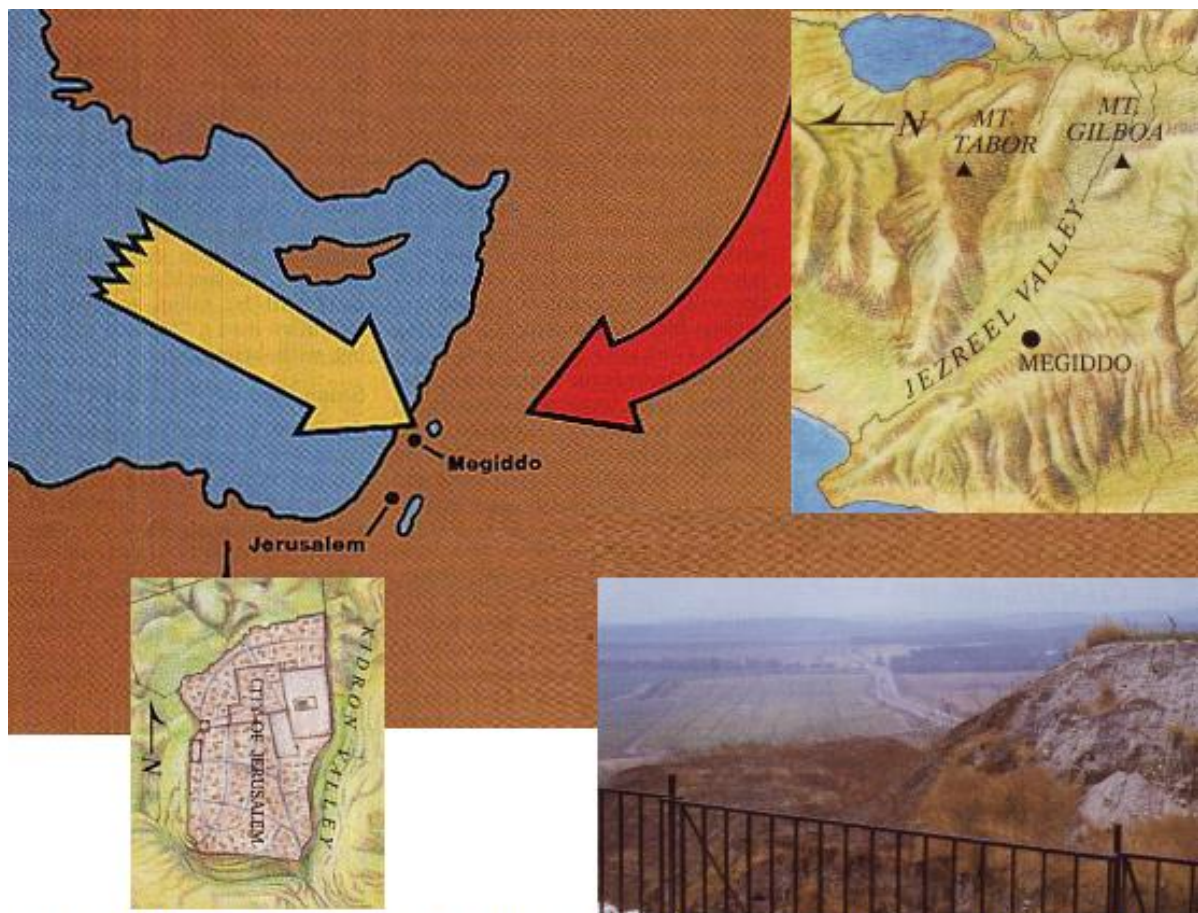 Megiddo
Jerusalem
N
MT.
TABOR
MT.
GILBOA
JEZREEL VALLEY
MEGIDDO
N
CITY OF JERUSALEM
KIDRON VALLEY